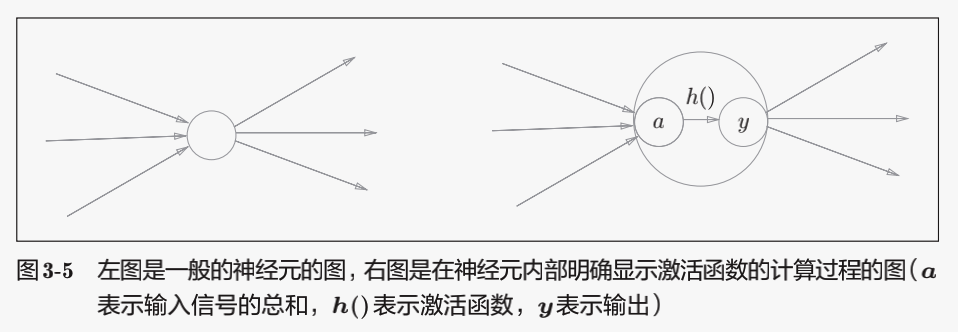 h()
a
y
图3-5 左图是一般的神经元的图，右图是在神经元内部明确显示激活函数的计算过程的图（a
表示输入信号的总和，h()表示激活函数，y表示输出）